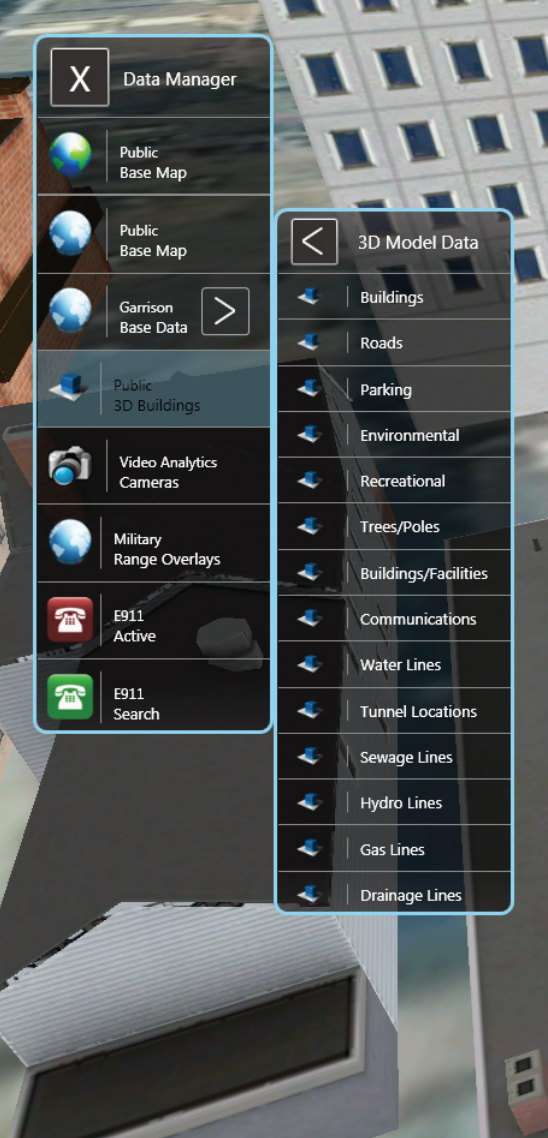 X
Data Manager
Public
Base Map
Public
Base Map
Garrison
Base Data
>
Public
3D Buildings
Video Analytics
Cameras
Military
Range Overlays
E911
Active
E911
Search
<
3D Model Data
Buildings
Roads
Parking
Environmental
Recreational
Trees/Poles
Buildings/Facilities
Communications
Water Lines
Tunnel Locations
Sewage Lines
Hydro Lines
Gas Lines
Drainage Lines